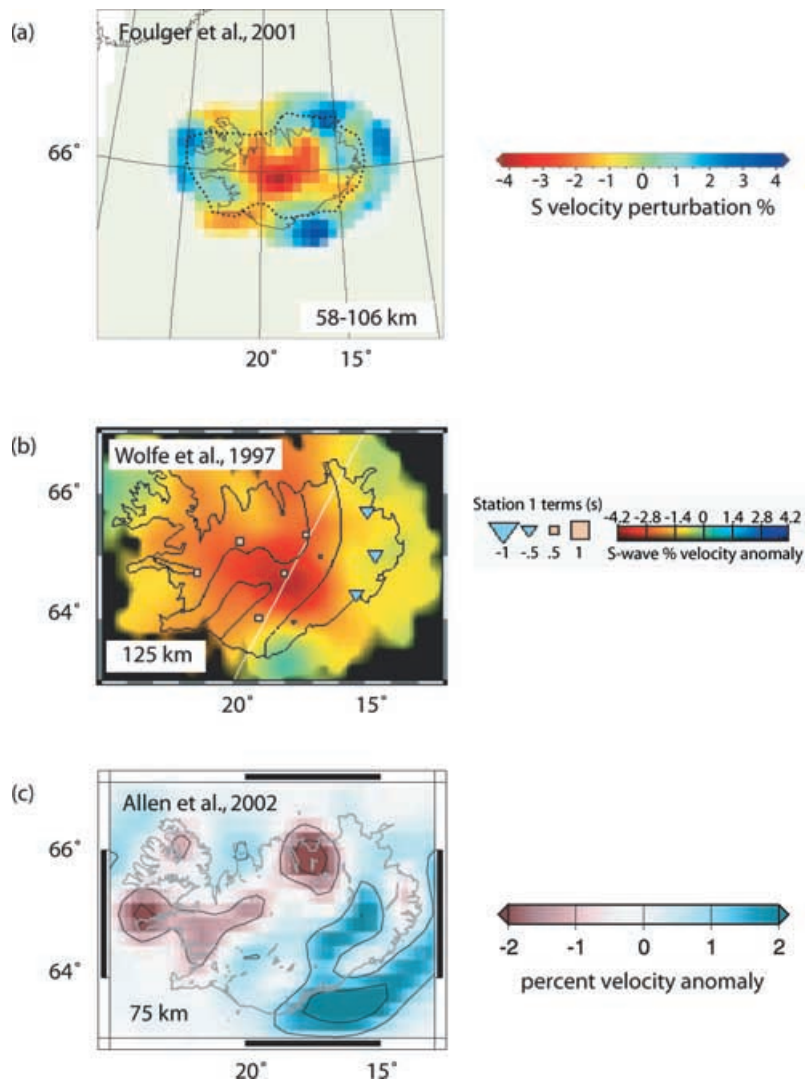 (a)
Foulger et al., 2001
66˚
58-106 km
20˚ 15˚
-4 -3 -2 -1 0 1 2 3 4
S velocity perturbation %
(b)
Wolfe et al., 1997
66˚
64˚
125 km
20˚ 15˚
Station 1 terms (s)
-1 -.5 .5 1
-4.2 -2.8 -1.4 0 1.4 2.8 4.2
S-wave % velocity anomaly
(c)
Allen et al., 2002
66˚
64˚
75 km
20˚ 15˚
-2 -1 0 1 2
percent velocity anomaly